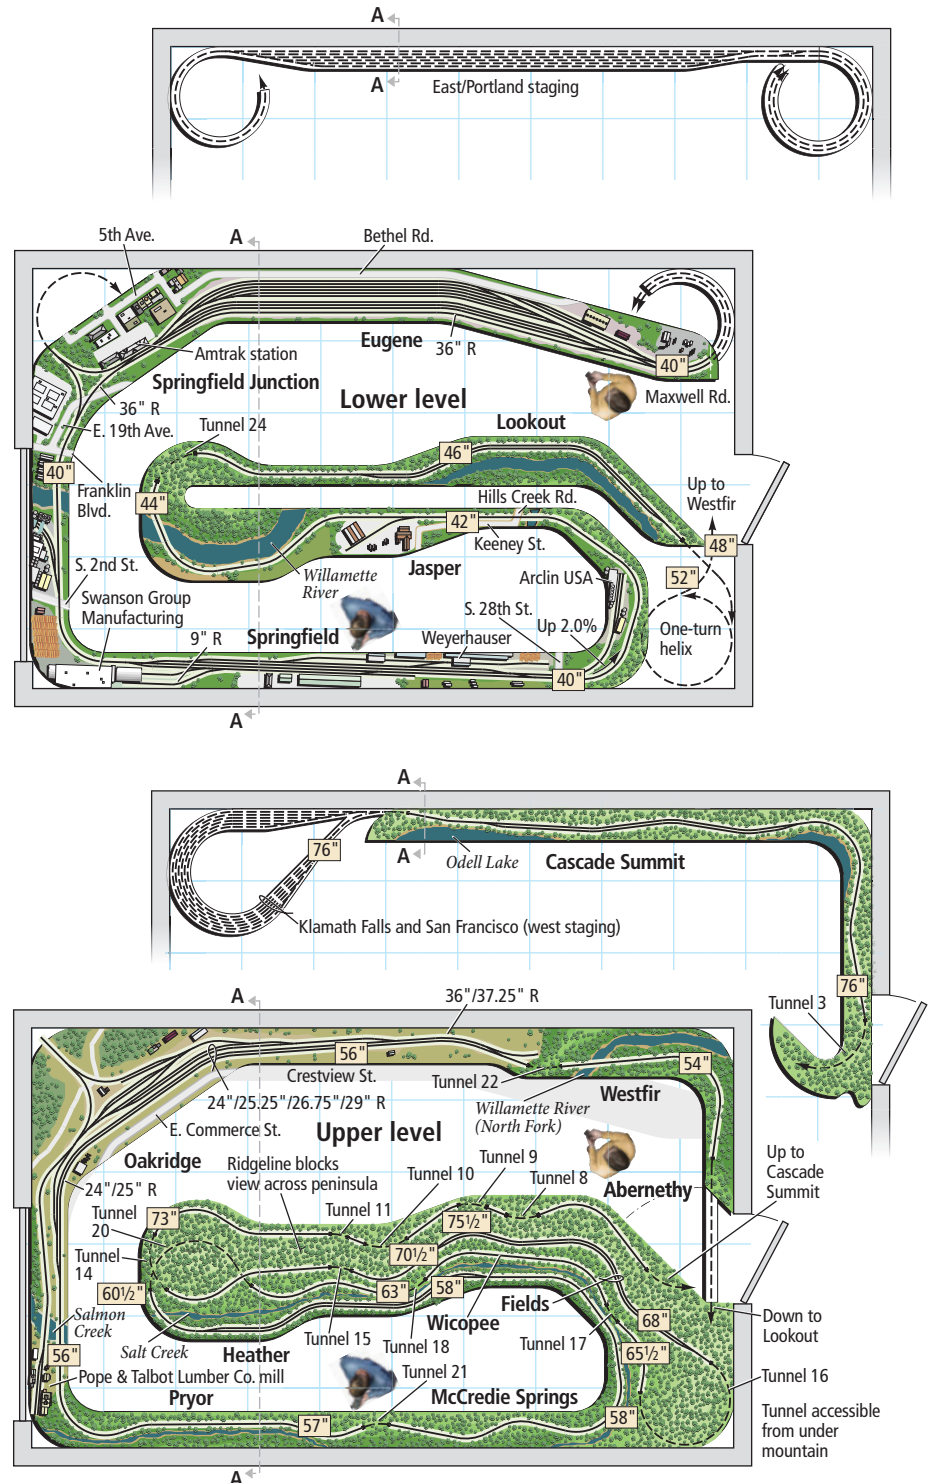 A
A
East/Portland staging
5th Ave.
A
Bethel Rd.
Amtrak station
Eugene
36" R
Springfield Junction
40"
Maxwell Rd.
36" R
Lower level
E. 19th Ave.
Tunnel 24
Lookout
40"
46"
Franklin
Blvd.
44"
Hills Creek Rd.
Up to
Westfir
42"
Keeney St.
48"
S. 2nd St.
Willamette
River
Jasper
Arclin USA
52"
Swanson Group
Manufacturing
S. 28th St.
9" R
Springfield
Weyerhauser
Up 2.0%
One-turn
helix
40"
A
A
76"
A
Odell Lake
Cascade Summit
Klamath Falls and San Francisco (west staging)
76"
Tunnel 3
A
36"/37.25" R
56"
Crestview St.
54"
Tunnel 22
Westfir
24"/25.25"/26.75"/29" R
Willamette River
(North Fork)
E. Commerce St.
Upper level
Oakridge
Ridgeline blocks
view across peninsula
Tunnel 10
Tunnel 9
Tunnel 8
Abernethy
Up to
Cascade
Summit
24"/25" R
Tunnel
20
73"
Tunnel 11
75½"
Tunnel
14
70½"
60½"
63"
58"
Fields
Salmon
Creek
Wicopee
68"
Down to
Lookout
Salt Creek
Heather
Tunnel 15
Tunnel 18
Tunnel 17
65½"
56"
Pope & Talbot Lumber Co. mill
Tunnel 21
Tunnel 16
Pryor
McCredie Springs
57"
58"
Tunnel accessible
from under
mountain
A